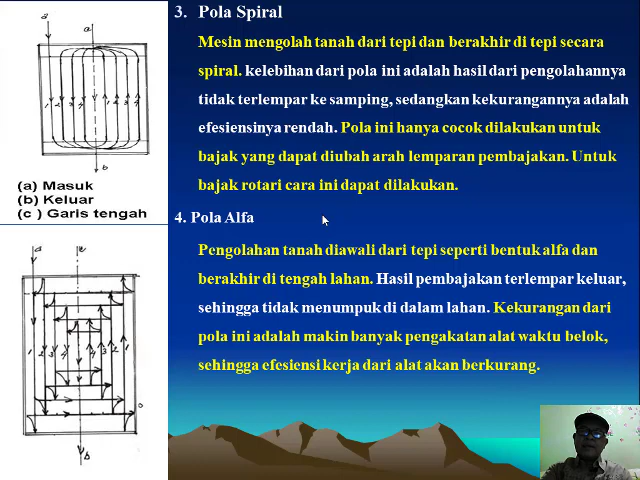 3. Pola Spiral
Mesin mengolah tanah dari tepi dan berakhir di tepi secara
spiral. kelebihan dari pola ini adalah hasil dari pengolahannya
tidak terlempar ke samping, sedangkan kekurangannya adalah
efesiensinya rendah. Pola ini hanya cocok dilakukan untuk
bajak yang dapat diubah arah lemparan pembajakan. Untuk
bajak rotari cara ini dapat dilakukan.
4. Pola Alfa
Pengolahan tanah diawali dari tepi seperti bentuk alfa dan
berakhir di tengah lahan. Hasil pembajakan terlempar keluar,
sehingga tidak menumpuk di dalam lahan. Kekurangan dari
pola ini adalah makin banyak pengakatan alat waktu belok,
sehingga efesiensi kerja dari alat akan berkurang.
(a) Masuk
(b) Keluar
(c ) Garis tengah